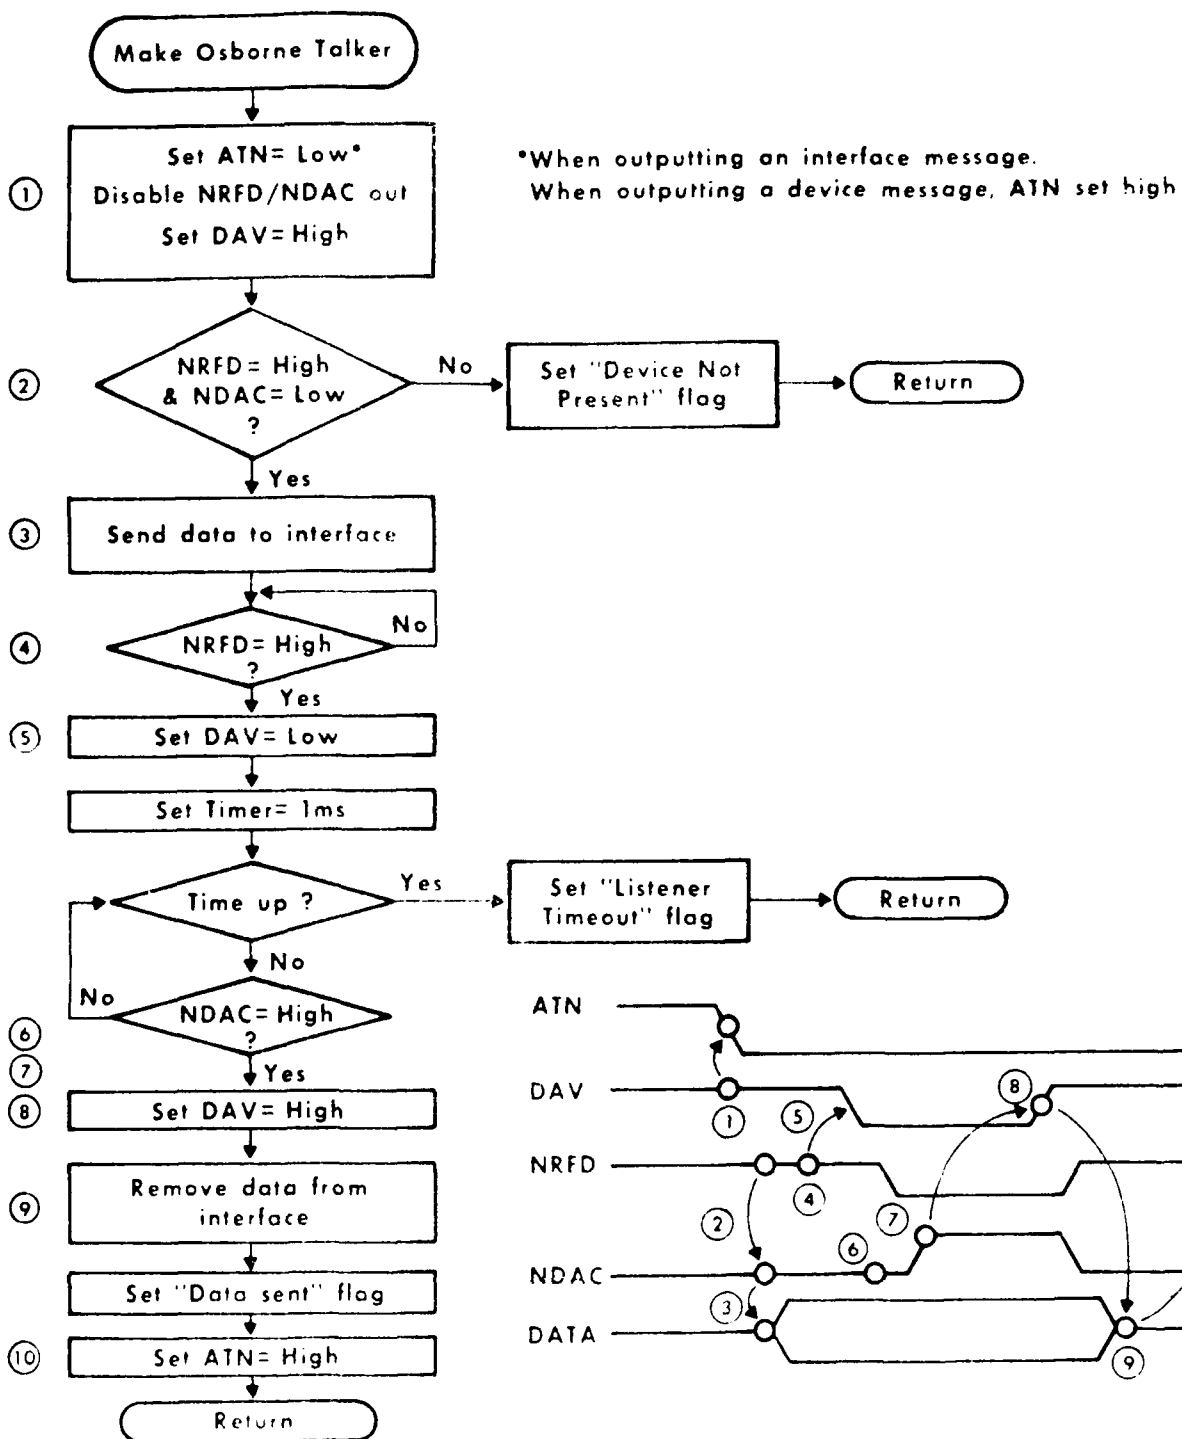 Make Osborne Talker
①
Set ATN= Low*
Disable NRFD/NDAC out
Set DAV= High
*When outputting an interface message.
When outputting a device message, ATN set high
②
NRFD= High
& NDAC= Low
?
No
Set "Device Not
Present" flag
Return
Yes
③
Send data to interface
④
NRFD= High
?
No
Yes
⑤
Set DAV= Low
Set Timer= 1ms
Time up ?
Yes
Set "Listener
Timeout" flag
Return
No
No
NDAC= High
?
⑥
⑦
Yes
⑧
Set DAV= High
⑨
Remove data from
interface
Set "Data sent" flag
⑩
Set ATN= High
Return
ATN
DAV
①
⑤
⑧
NRFD
④
②
⑦
⑥
NDAC
③
DATA
⑨